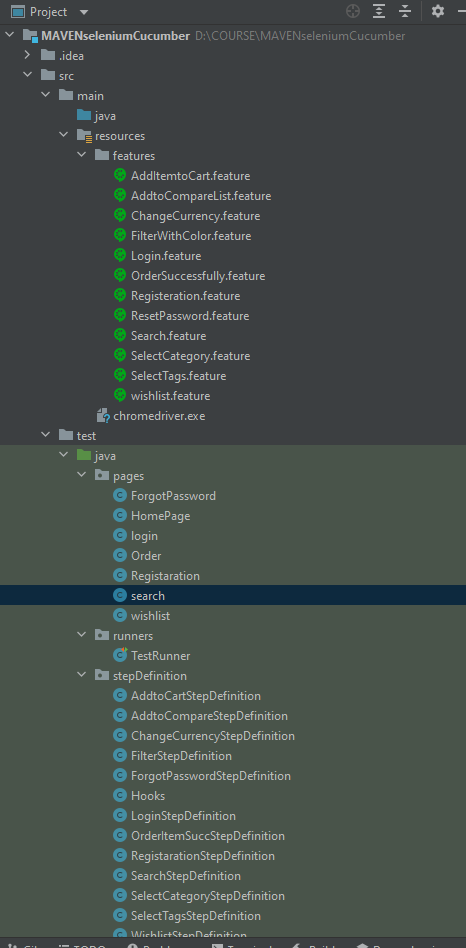 Project
MAVENseleniumCucumber D:\COURSE\MAVENseleniumCucumber
.idea
src
main
java
resources
features
AddItemtoCart.feature
AddtoCompareList.feature
ChangeCurrency.feature
FilterWithColor.feature
Login.feature
OrderSuccessfully.feature
Registeration.feature
ResetPassword.feature
Search.feature
SelectCategory.feature
SelectTags.feature
wishlist.feature
chromedriver.exe
test
java
pages
ForgotPassword
HomePage
login
Order
Registaration
search
wishlist
runners
TestRunner
stepDefinition
AddtoCartStepDefinition
AddtoCompareStepDefinition
ChangeCurrencyStepDefinition
FilterStepDefinition
ForgotPasswordStepDefinition
Hooks
LoginStepDefinition
OrderItemSuccStepDefinition
RegistarationStepDefinition
SearchStepDefinition
SelectCategoryStepDefinition
SelectTagsStepDefinition
WishlistStepDefinition